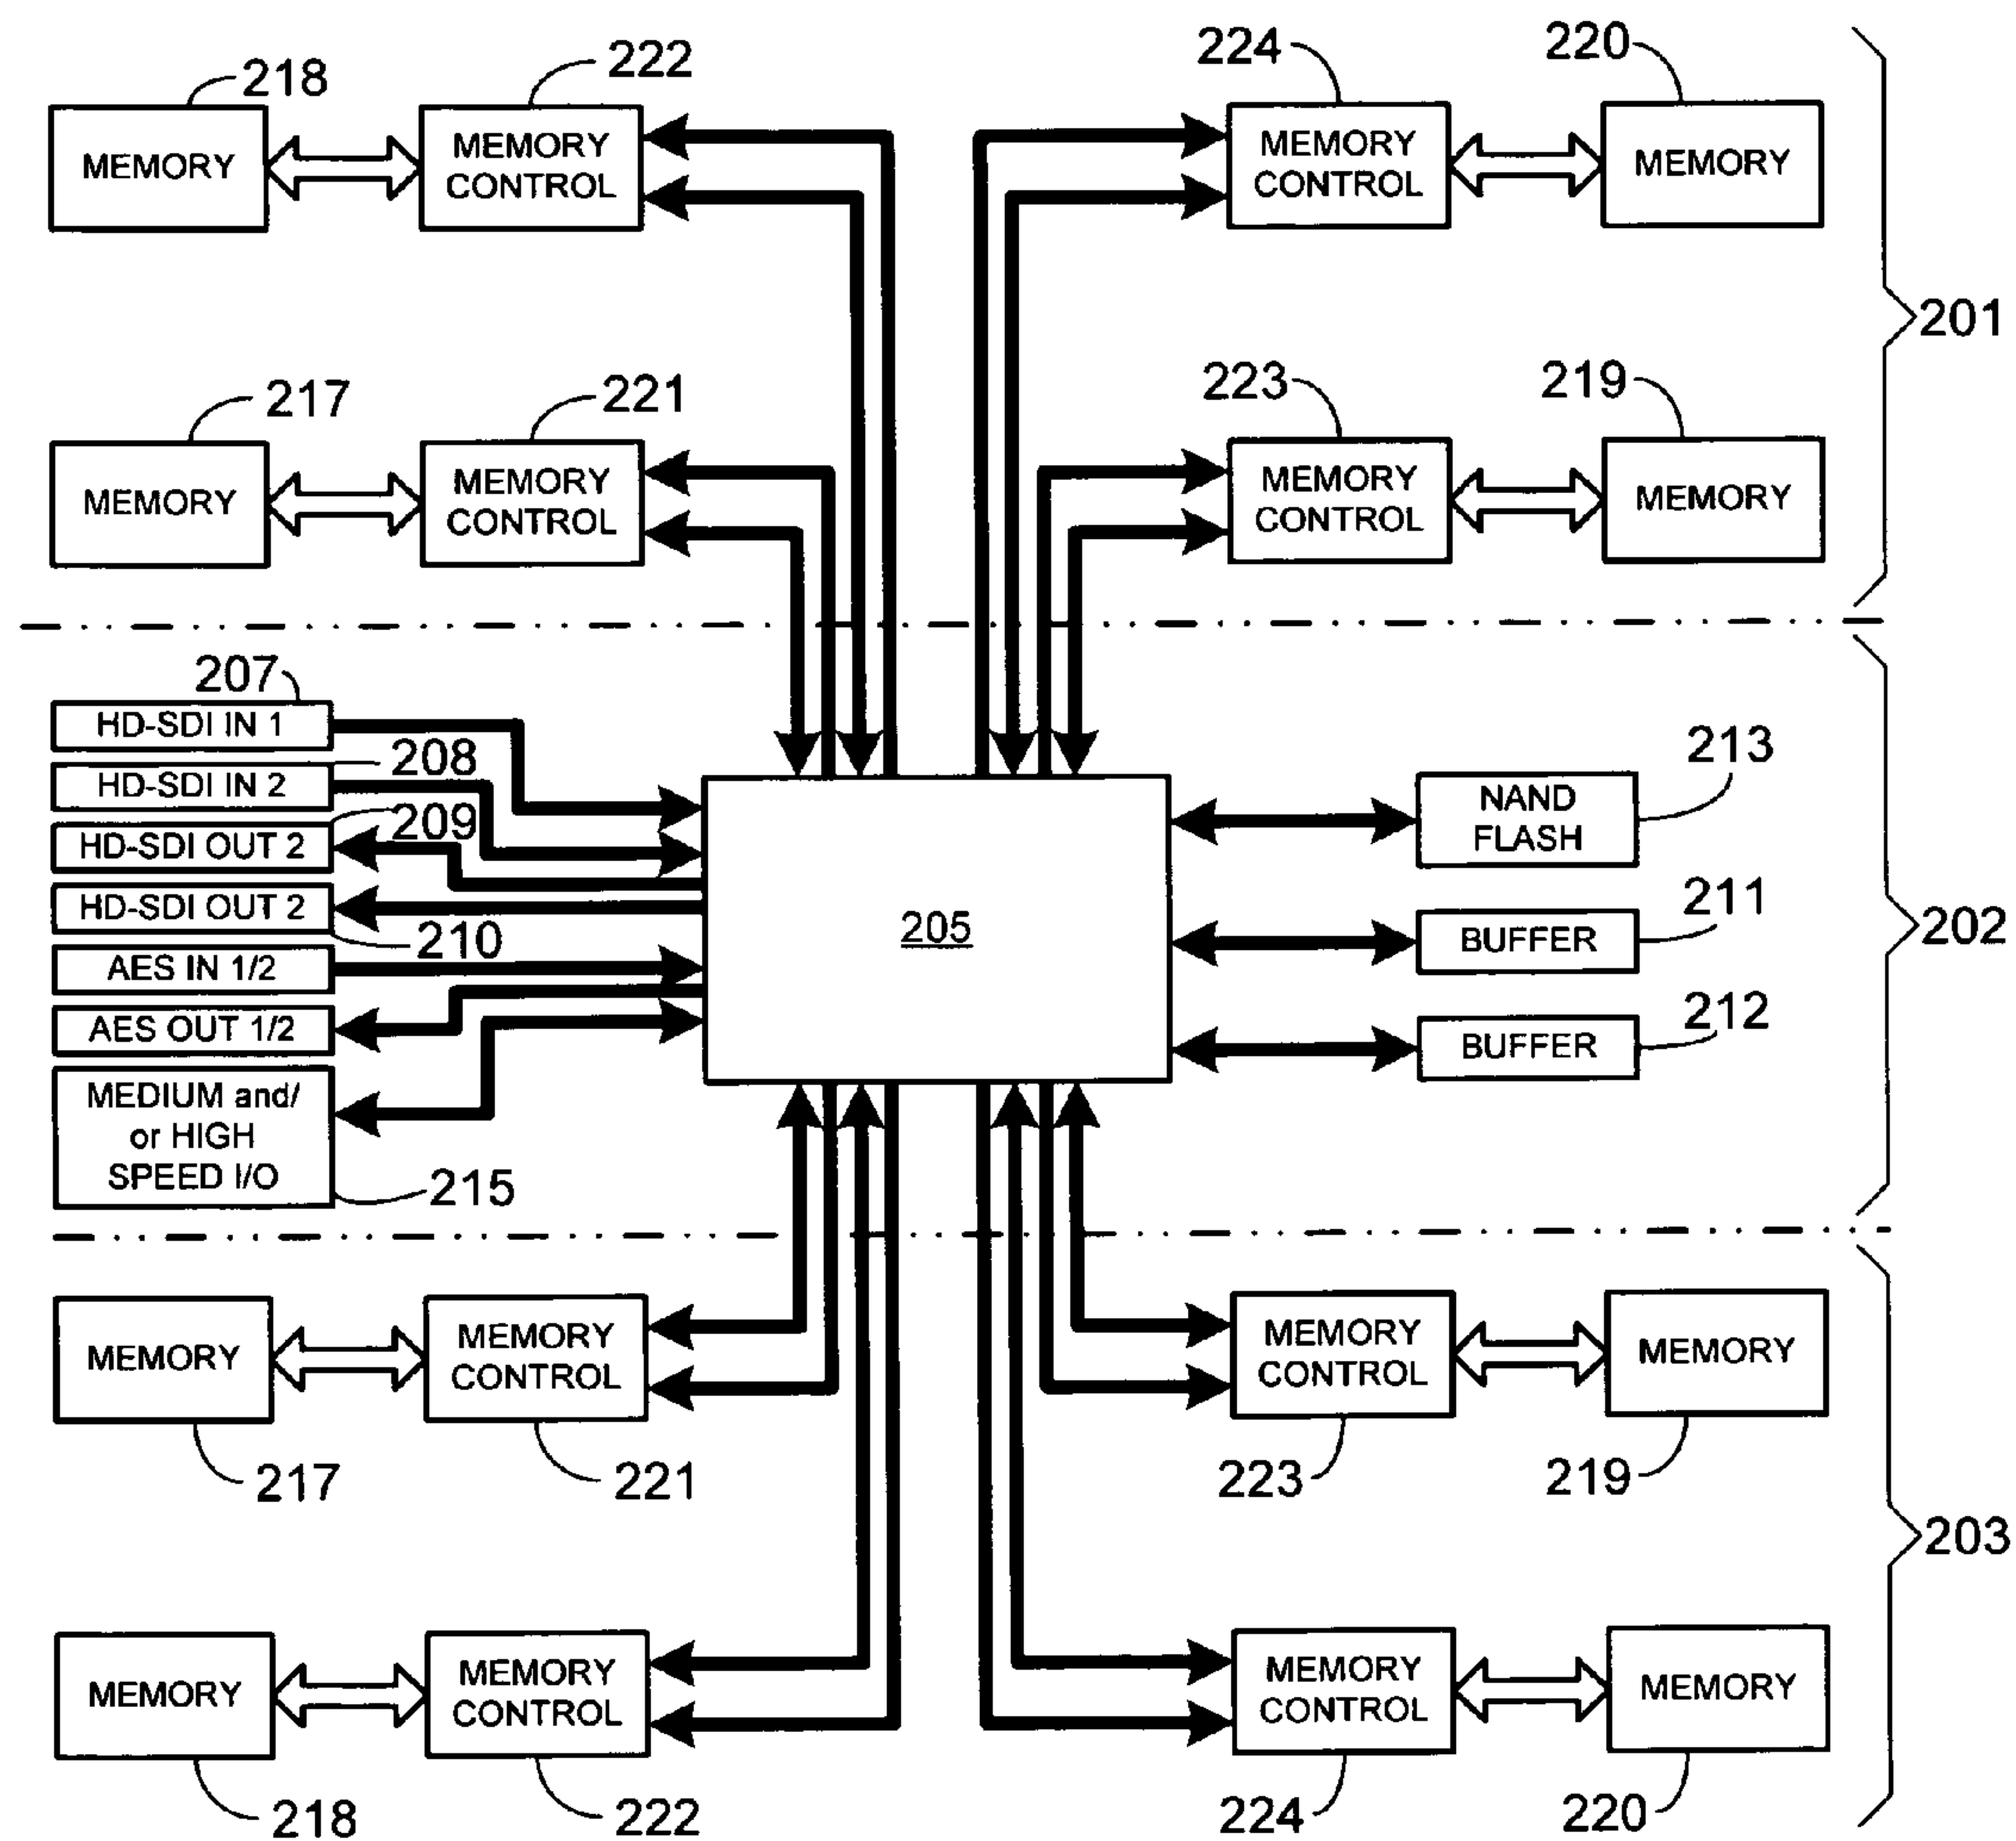 218
222
224
220
MEMORY
MEMORY
CONTROL
MEMORY
CONTROL
MEMORY
201
217
221
223
219
MEMORY
MEMORY
CONTROL
MEMORY
CONTROL
MEMORY
207
HD-SDI IN 1
208
HD-SDI IN 2
209
HD-SDI OUT 2
HD-SDI OUT 2
210
AES IN 1/2
AES OUT 1/2
MEDIUM and/
or HIGH
SPEED I/O
215
205
213
NAND
FLASH
211
BUFFER
212
BUFFER
202
MEMORY
MEMORY
CONTROL
MEMORY
CONTROL
MEMORY
217
221
223
219
203
MEMORY
MEMORY
CONTROL
MEMORY
CONTROL
MEMORY
218
222
224
220